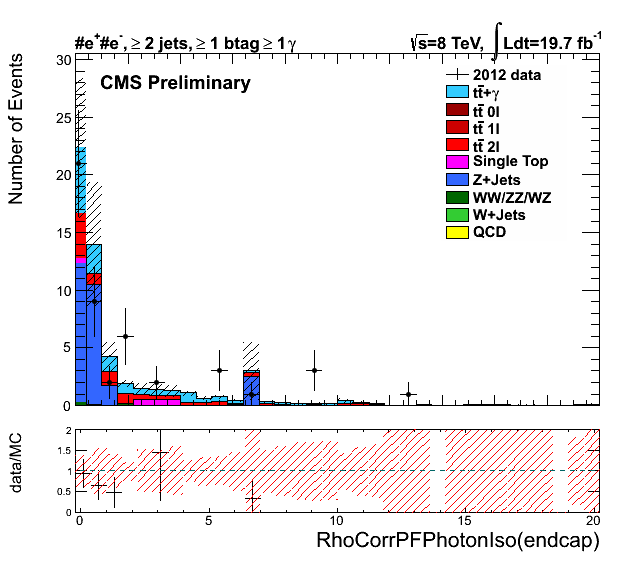 #e⁺#e⁻, ≥ 2 jets, ≥ 1 btag ≥ 1 γ
√s=8 TeV, ∫ Ldt=19.7 fb⁻¹
CMS Preliminary
2012 data
tt̄+γ
tt̄ 0l
tt̄ 1l
tt̄ 2l
Single Top
Z+Jets
WW/ZZ/WZ
W+Jets
QCD
Number of Events
30
25
20
15
10
5
0
data/MC
2
1.5
1
0.5
0
0 5 10 15 20
RhoCorrPFPhotonIso(endcap)